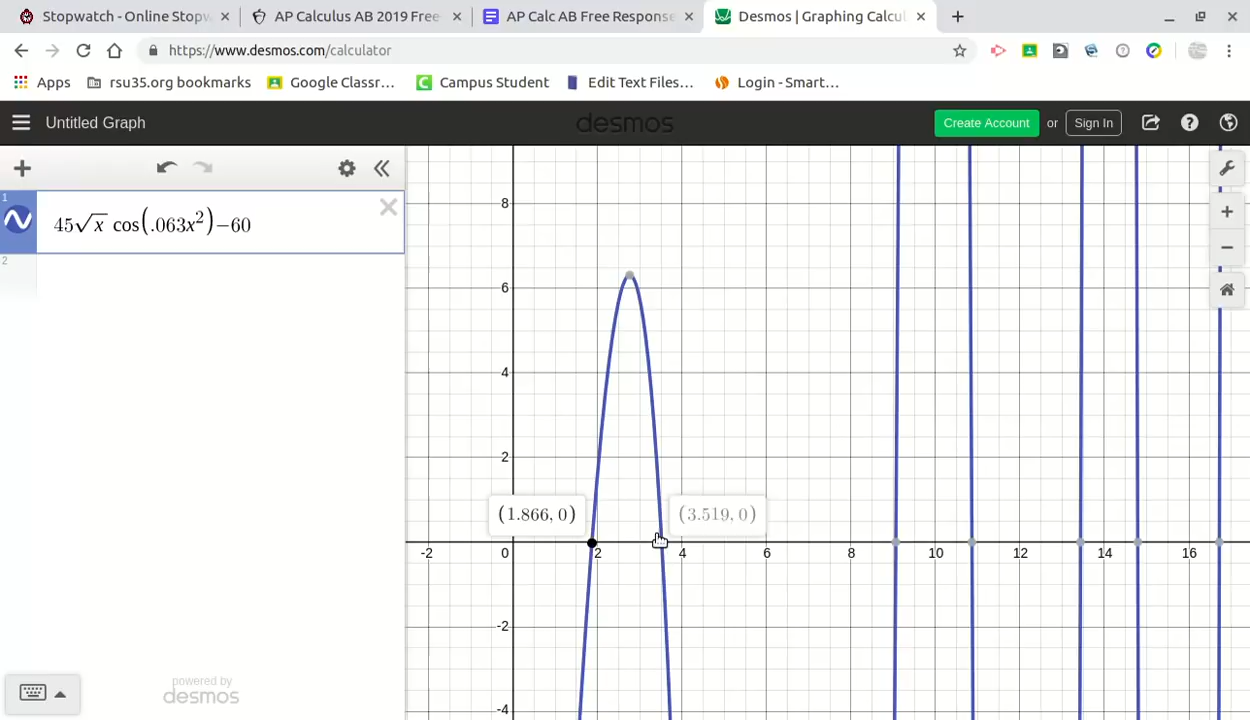 Stopwatch - Online Stopw
AP Calculus AB 2019 Free-
AP Calc AB Free Response
Desmos | Graphing Calcul
https://www.desmos.com/calculator
Apps
rsu35.org bookmarks
Google Classr…
Campus Student
Edit Text Files…
Login - Smart…
Untitled Graph
desmos
Create Account
or
Sign In
1
45√x cos(.063x²)−60
2
powered by
desmos
8
6
4
2
-2
-4
(1.866, 0)
(3.519, 0)
-2
0
2
4
6
8
10
12
14
16